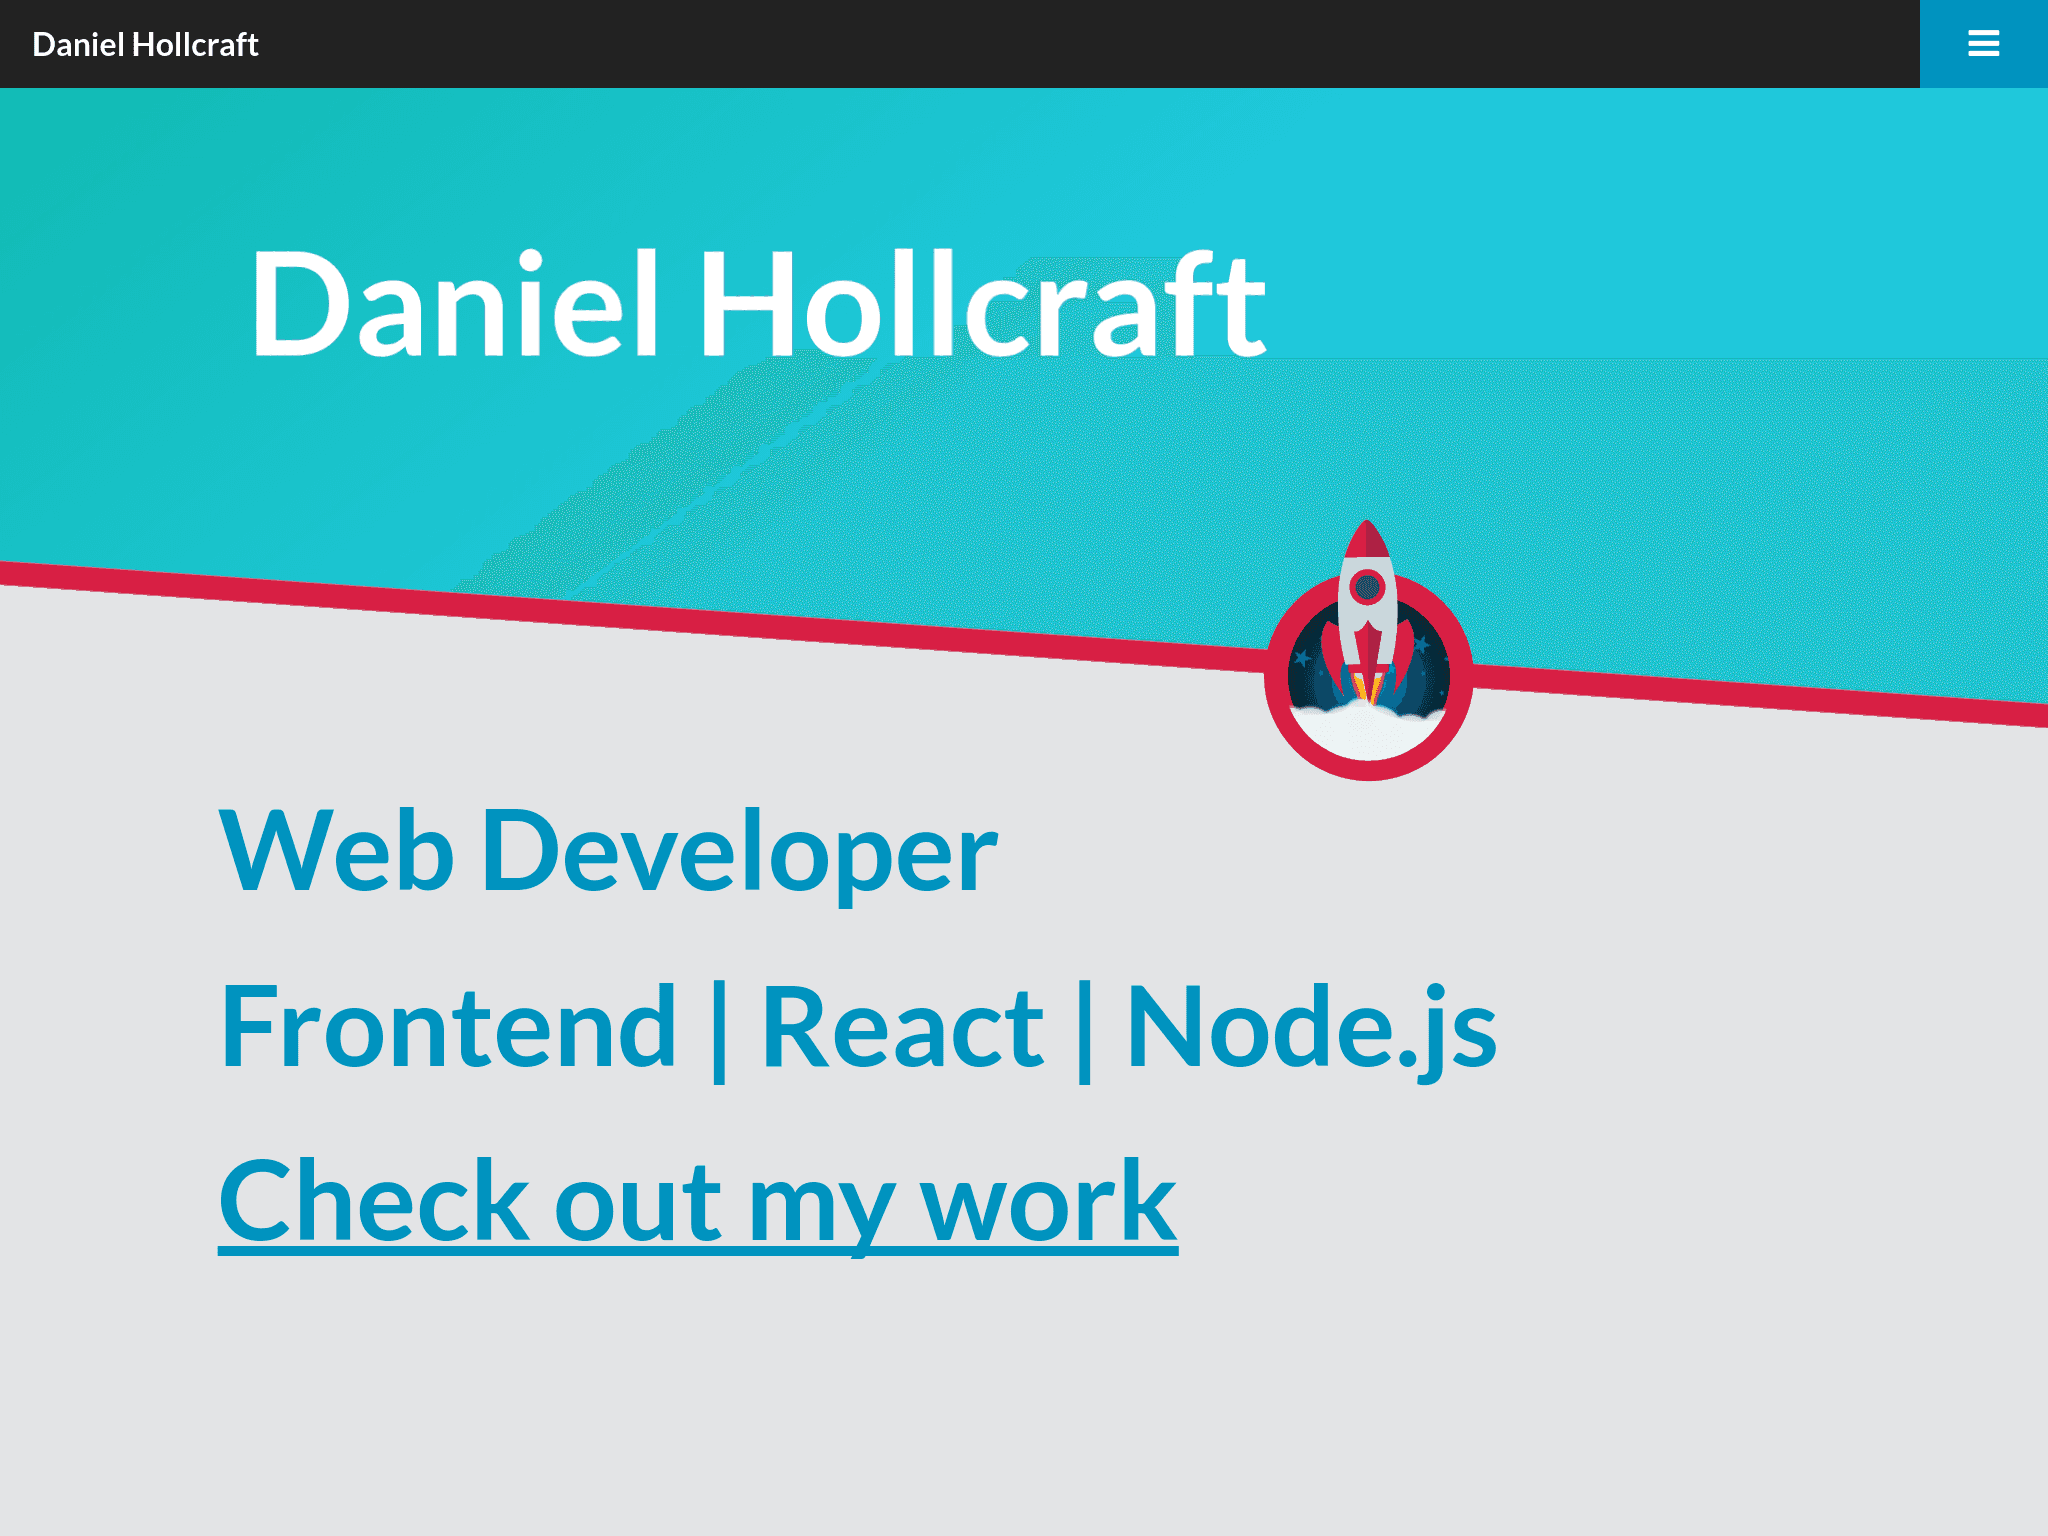 Daniel Hollcraft
Daniel Hollcraft
Web Developer
Frontend | React | Node.js
Check out my work